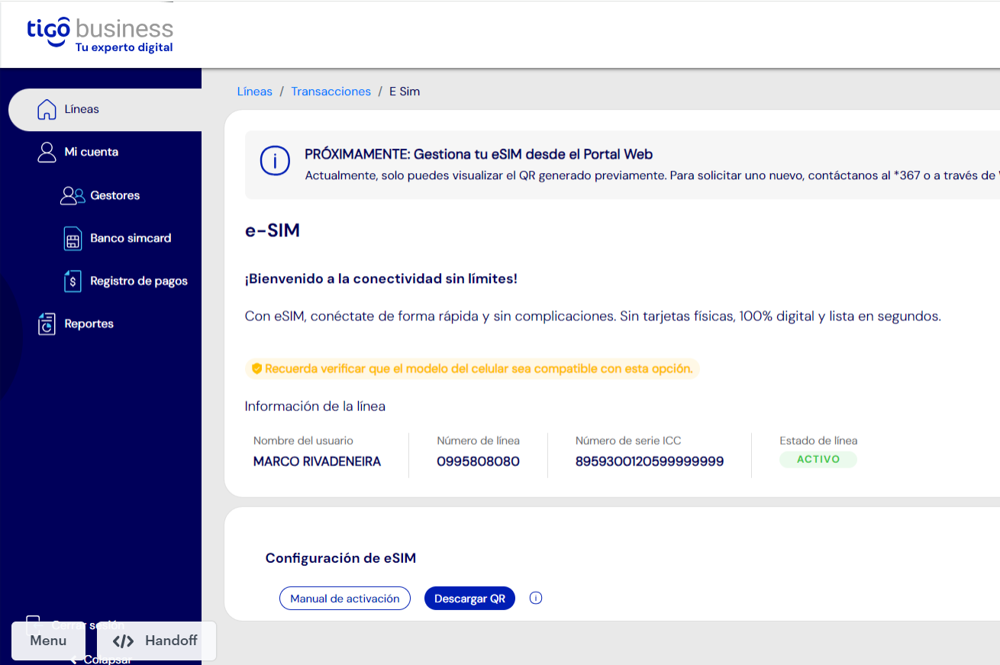 tigo business
Tu experto digital
Líneas
Mi cuenta
Gestores
Banco simcard
Registro de pagos
Reportes
Cerrar sesión
Colapsar
Menu
</> Handoff
Líneas / Transacciones / E Sim
PRÓXIMAMENTE: Gestiona tu eSIM desde el Portal Web
Actualmente, solo puedes visualizar el QR generado previamente. Para solicitar uno nuevo, contáctanos al *367 o a través de
e-SIM
¡Bienvenido a la conectividad sin límites!
Con eSIM, conéctate de forma rápida y sin complicaciones. Sin tarjetas físicas, 100% digital y lista en segundos.
Recuerda verificar que el modelo del celular sea compatible con esta opción.
Información de la línea
Nombre del usuario
MARCO RIVADENEIRA
Número de línea
0995808080
Número de serie ICC
8959300120599999999
Estado de línea
ACTIVO
Configuración de eSIM
Manual de activación
Descargar QR